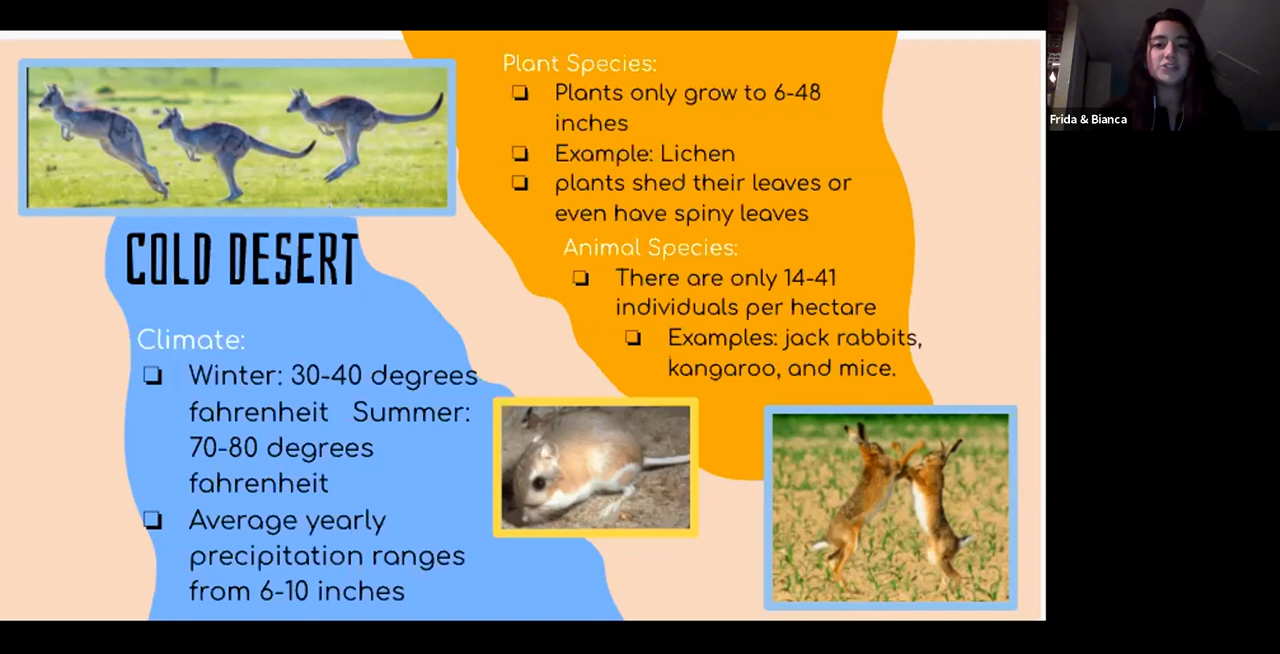 COLD DESERT
Climate:
Winter: 30-40 degrees
fahrenheit Summer:
70-80 degrees
fahrenheit
Average yearly
precipitation ranges
from 6-10 inches
Plant Species:
Plants only grow to 6-48
inches
Example: Lichen
plants shed their leaves or
even have spiny leaves
Animal Species:
There are only 14-41
individuals per hectare
Examples: jack rabbits,
kangaroo, and mice.
Frida & Bianca